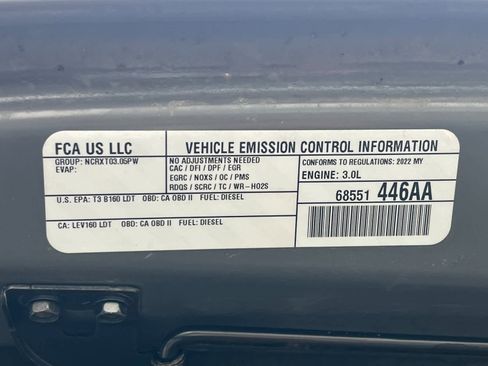 FCA US LLC
VEHICLE EMISSION CONTROL INFORMATION
GROUP: NCRXT03.05PW
EVAP:
NO ADJUSTMENTS NEEDED
CAC / DFI / DPF / EGR
EGRC / NOXS / OC / PMS
RDQS / SCRC / TC / WR-HO2S
CONFORMS TO REGULATIONS: 2022 MY
ENGINE: 3.0L
U.S. EPA: T3 B160 LDT OBD: CA OBD II FUEL: DIESEL
CA: LEV160 LDT OBD: CA OBD II FUEL: DIESEL
68551 446AA